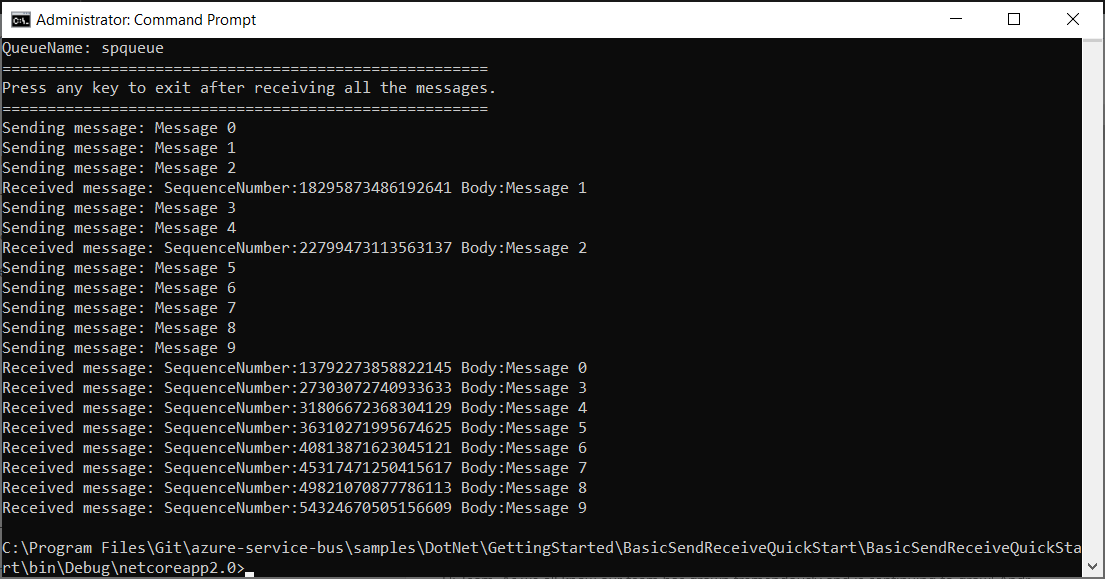 Administrator: Command Prompt
QueueName: spqueue
======================================================
Press any key to exit after receiving all the messages.
======================================================
Sending message: Message 0
Sending message: Message 1
Sending message: Message 2
Received message: SequenceNumber:18295873486192641 Body:Message 1
Sending message: Message 3
Sending message: Message 4
Received message: SequenceNumber:22799473113563137 Body:Message 2
Sending message: Message 5
Sending message: Message 6
Sending message: Message 7
Sending message: Message 8
Sending message: Message 9
Received message: SequenceNumber:13792273858822145 Body:Message 0
Received message: SequenceNumber:27303072740933633 Body:Message 3
Received message: SequenceNumber:31806672368304129 Body:Message 4
Received message: SequenceNumber:36310271995674625 Body:Message 5
Received message: SequenceNumber:40813871623045121 Body:Message 6
Received message: SequenceNumber:45317471250415617 Body:Message 7
Received message: SequenceNumber:49821070877786113 Body:Message 8
Received message: SequenceNumber:54324670505156609 Body:Message 9
C:\Program Files\Git\azure-service-bus\samples\DotNet\GettingStarted\BasicSendReceiveQuickStart\BasicSendReceiveQuickSta
rt\bin\Debug\netcoreapp2.0>